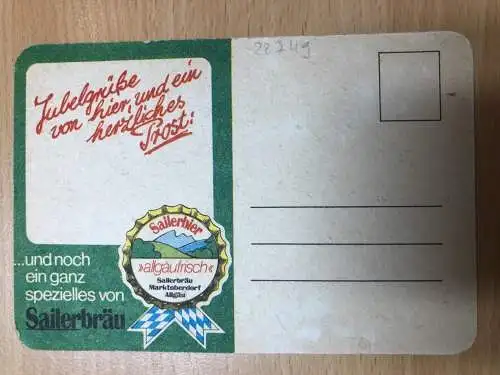 Jubelgrüße
von hier, und ein
herzliches
Prost!
22749
Sailerbier
»allgäufrisch«
Sailerbräu
Marktoberdorf
Allgäu
...und noch
ein ganz
spezielles von
Sailerbräu